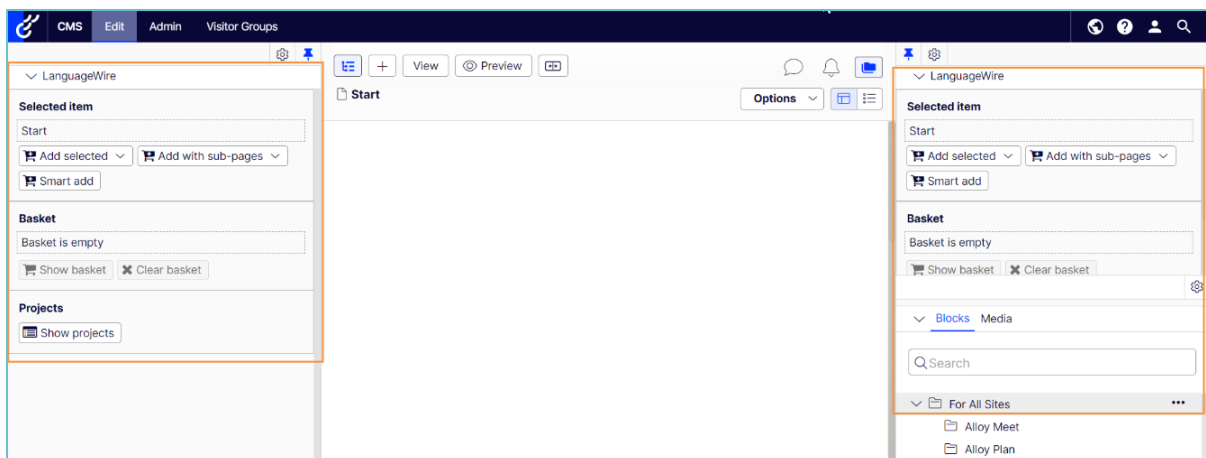 CMS Edit Admin Visitor Groups
LanguageWire
Selected item
Start
Add selected Add with sub-pages
Smart add
Basket
Basket is empty
Show basket Clear basket
Projects
Show projects
View Preview
Start
Options
LanguageWire
Selected item
Start
Add selected Add with sub-pages
Smart add
Basket
Basket is empty
Show basket Clear basket
Blocks Media
Search
For All Sites
Alloy Meet
Alloy Plan